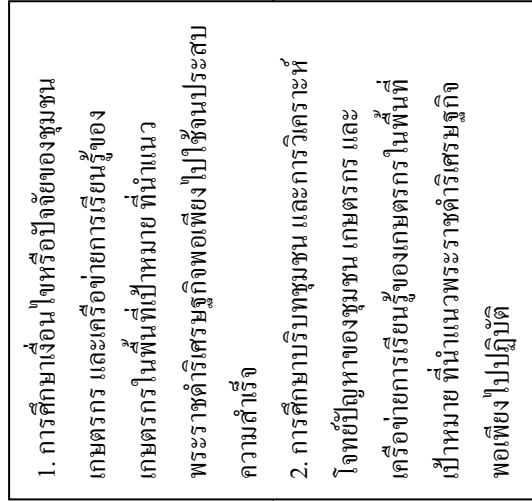 1. การศึกษาเงื่อนไขหรือปัจจัยของชุมชน
เกษตรกร และเครือข่ายการเรียนรู้ของ
เกษตรกรในพื้นที่เป้าหมาย ที่นำแนว
พระราชดำริเศรษฐกิจพอเพียงไปใช้จนประสบ
ความสำเร็จ
2. การศึกษาบริบทชุมชน และการวิเคราะห์
โจทย์ปัญหาของชุมชน เกษตรกร และ
เครือข่ายการเรียนรู้ของเกษตรกรในพื้นที่
เป้าหมาย ที่นำแนวพระราชดำริเศรษฐกิจ
พอเพียงไปปฏิบัติ